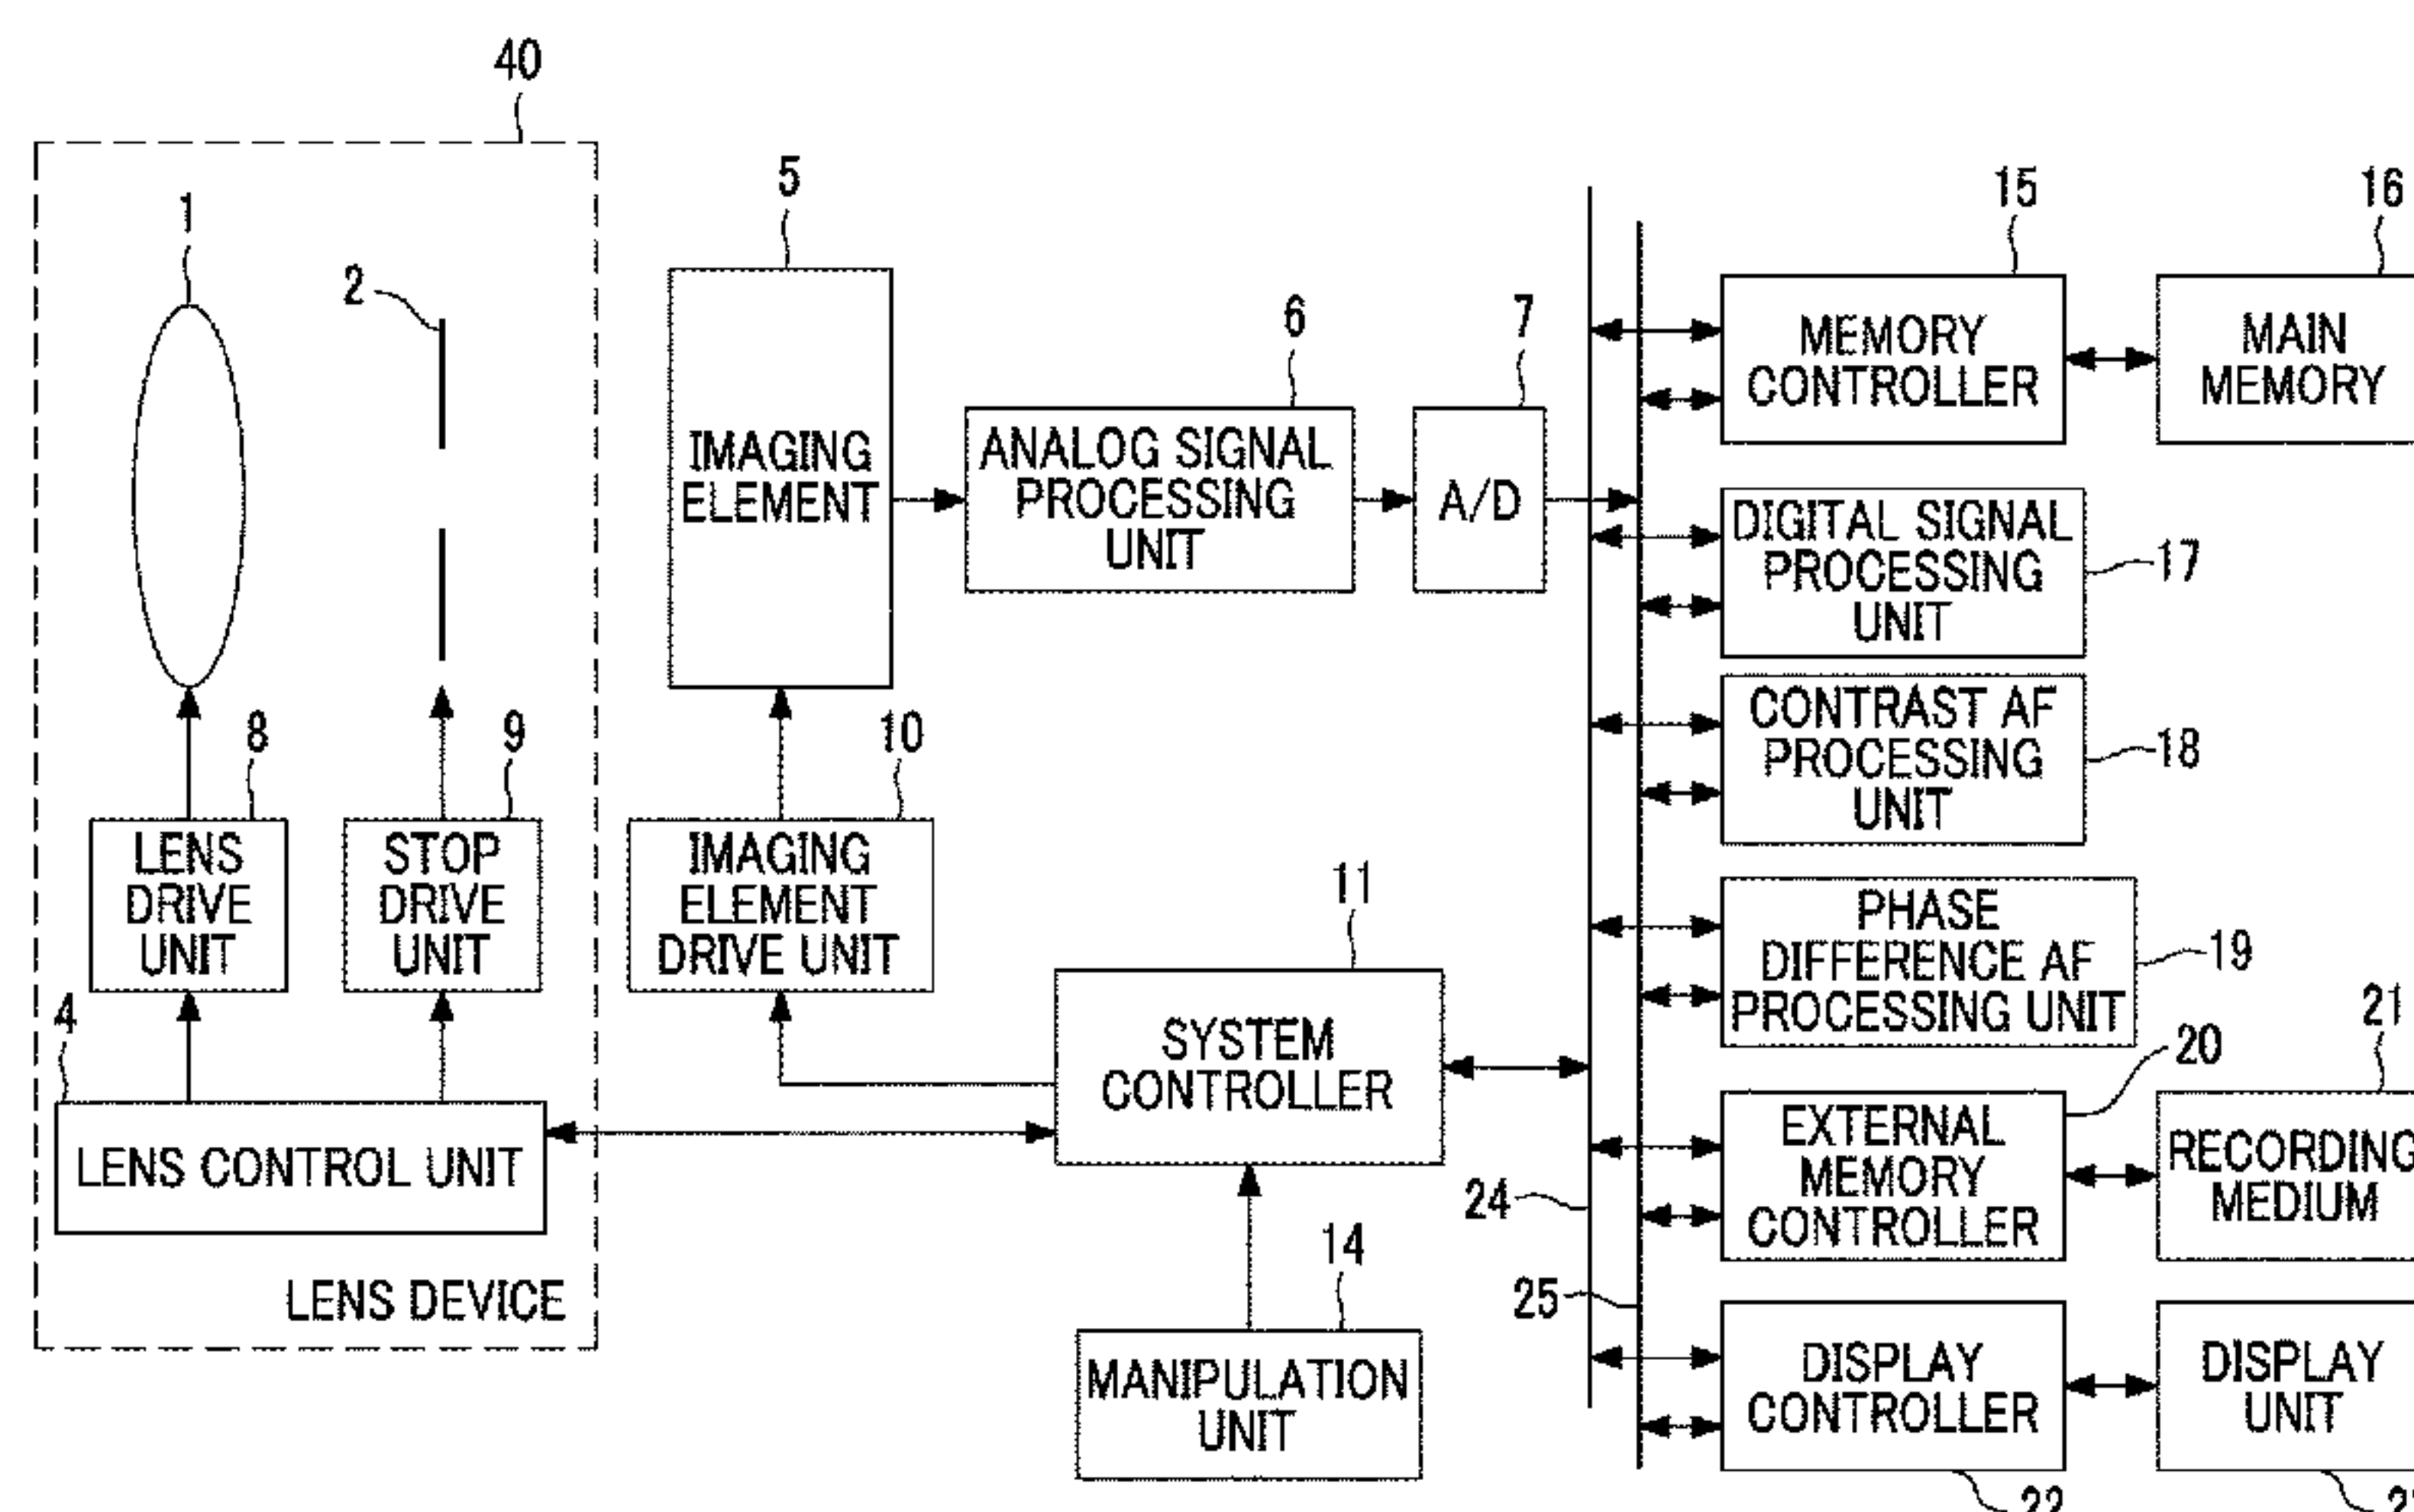 40
1
2
5
6
7
15
16
IMAGING
ELEMENT
ANALOG SIGNAL
PROCESSING
UNIT
A/D
MEMORY
CONTROLLER
MAIN
MEMORY
DIGITAL SIGNAL
PROCESSING
UNIT
17
CONTRAST AF
PROCESSING
UNIT
18
8
9
10
LENS
DRIVE
UNIT
STOP
DRIVE
UNIT
IMAGING
ELEMENT
DRIVE UNIT
11
PHASE
DIFFERENCE AF
PROCESSING UNIT
19
4
SYSTEM
CONTROLLER
20
21
LENS CONTROL UNIT
EXTERNAL
MEMORY
CONTROLLER
RECORDING
MEDIUM
24
14
25
LENS DEVICE
MANIPULATION
UNIT
DISPLAY
CONTROLLER
DISPLAY
UNIT
22